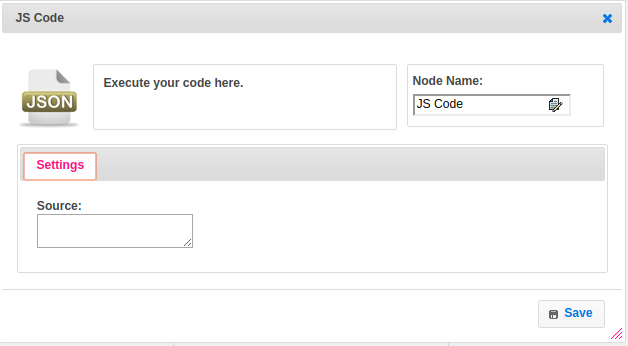 JS Code
JSON
Execute your code here.
Node Name:
JS Code
Settings
Source:
Save